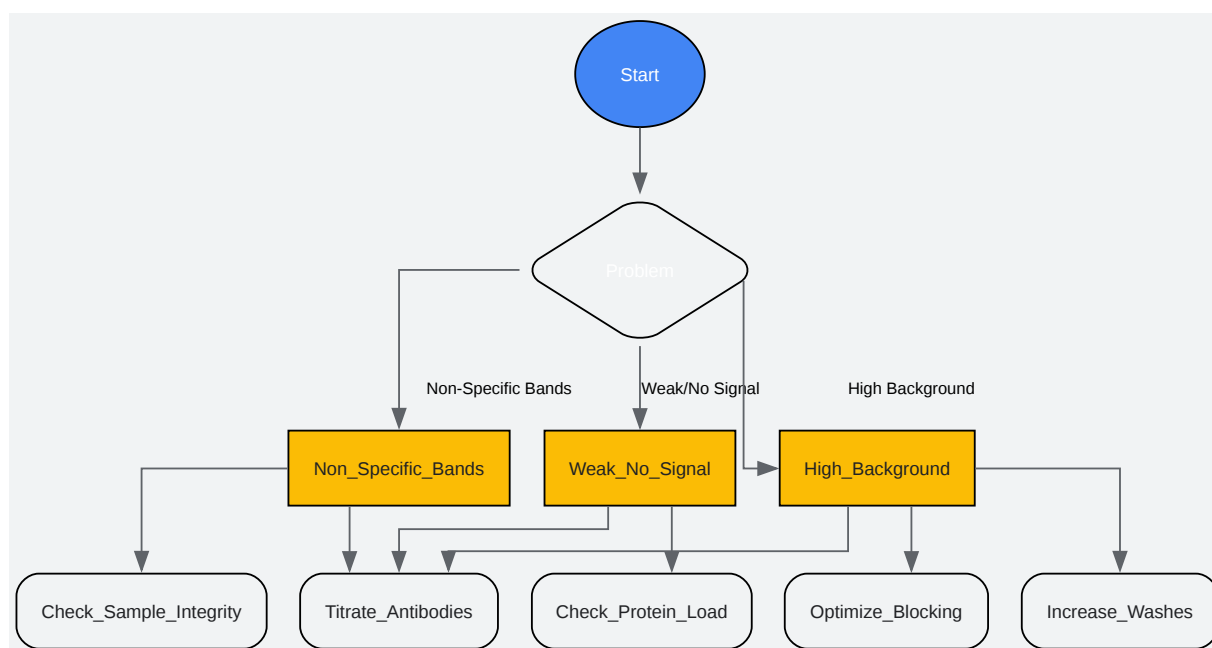 Start
Problem
Non-Specific Bands
Weak/No Signal
High Background
Non_Specific_Bands
Weak_No_Signal
High_Background
Check_Sample_Integrity
Titrate_Antibodies
Check_Protein_Load
Optimize_Blocking
Increase_Washes